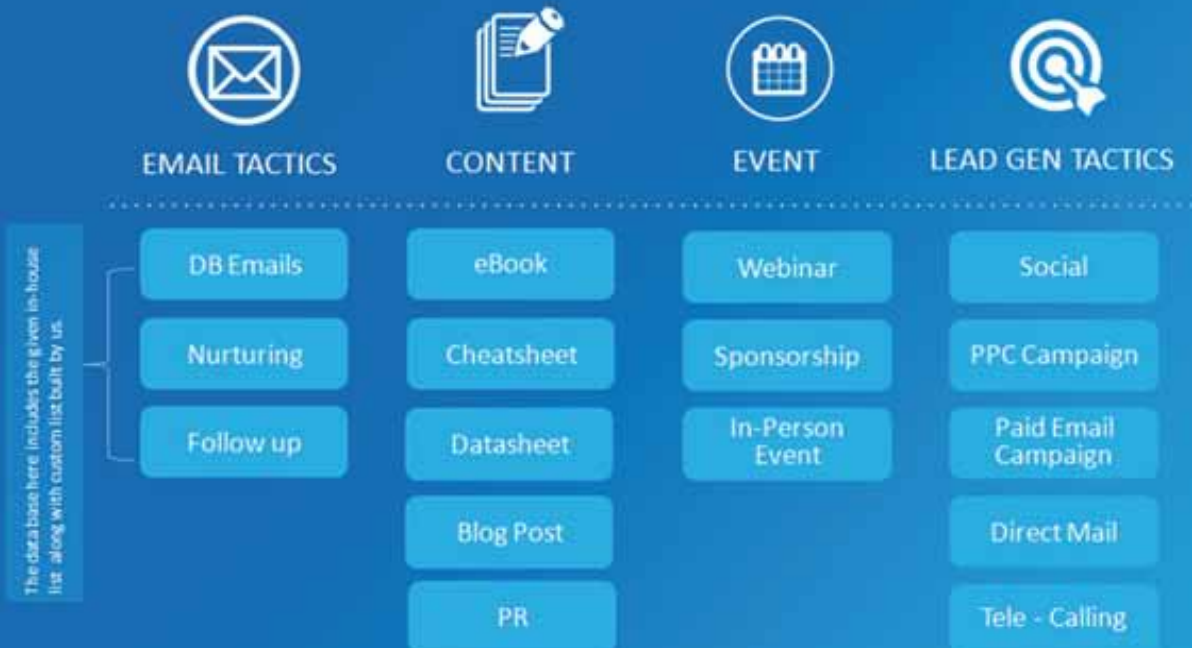 EMAIL TACTICS
CONTENT
EVENT
LEAD GEN TACTICS
The database here includes the given in-house
list along with custom list built by us.
DB Emails
Nurturing
Follow up
eBook
Cheatsheet
Datasheet
Blog Post
PR
Webinar
Sponsorship
In-Person
Event
Social
PPC Campaign
Paid Email
Campaign
Direct Mail
Tele - Calling